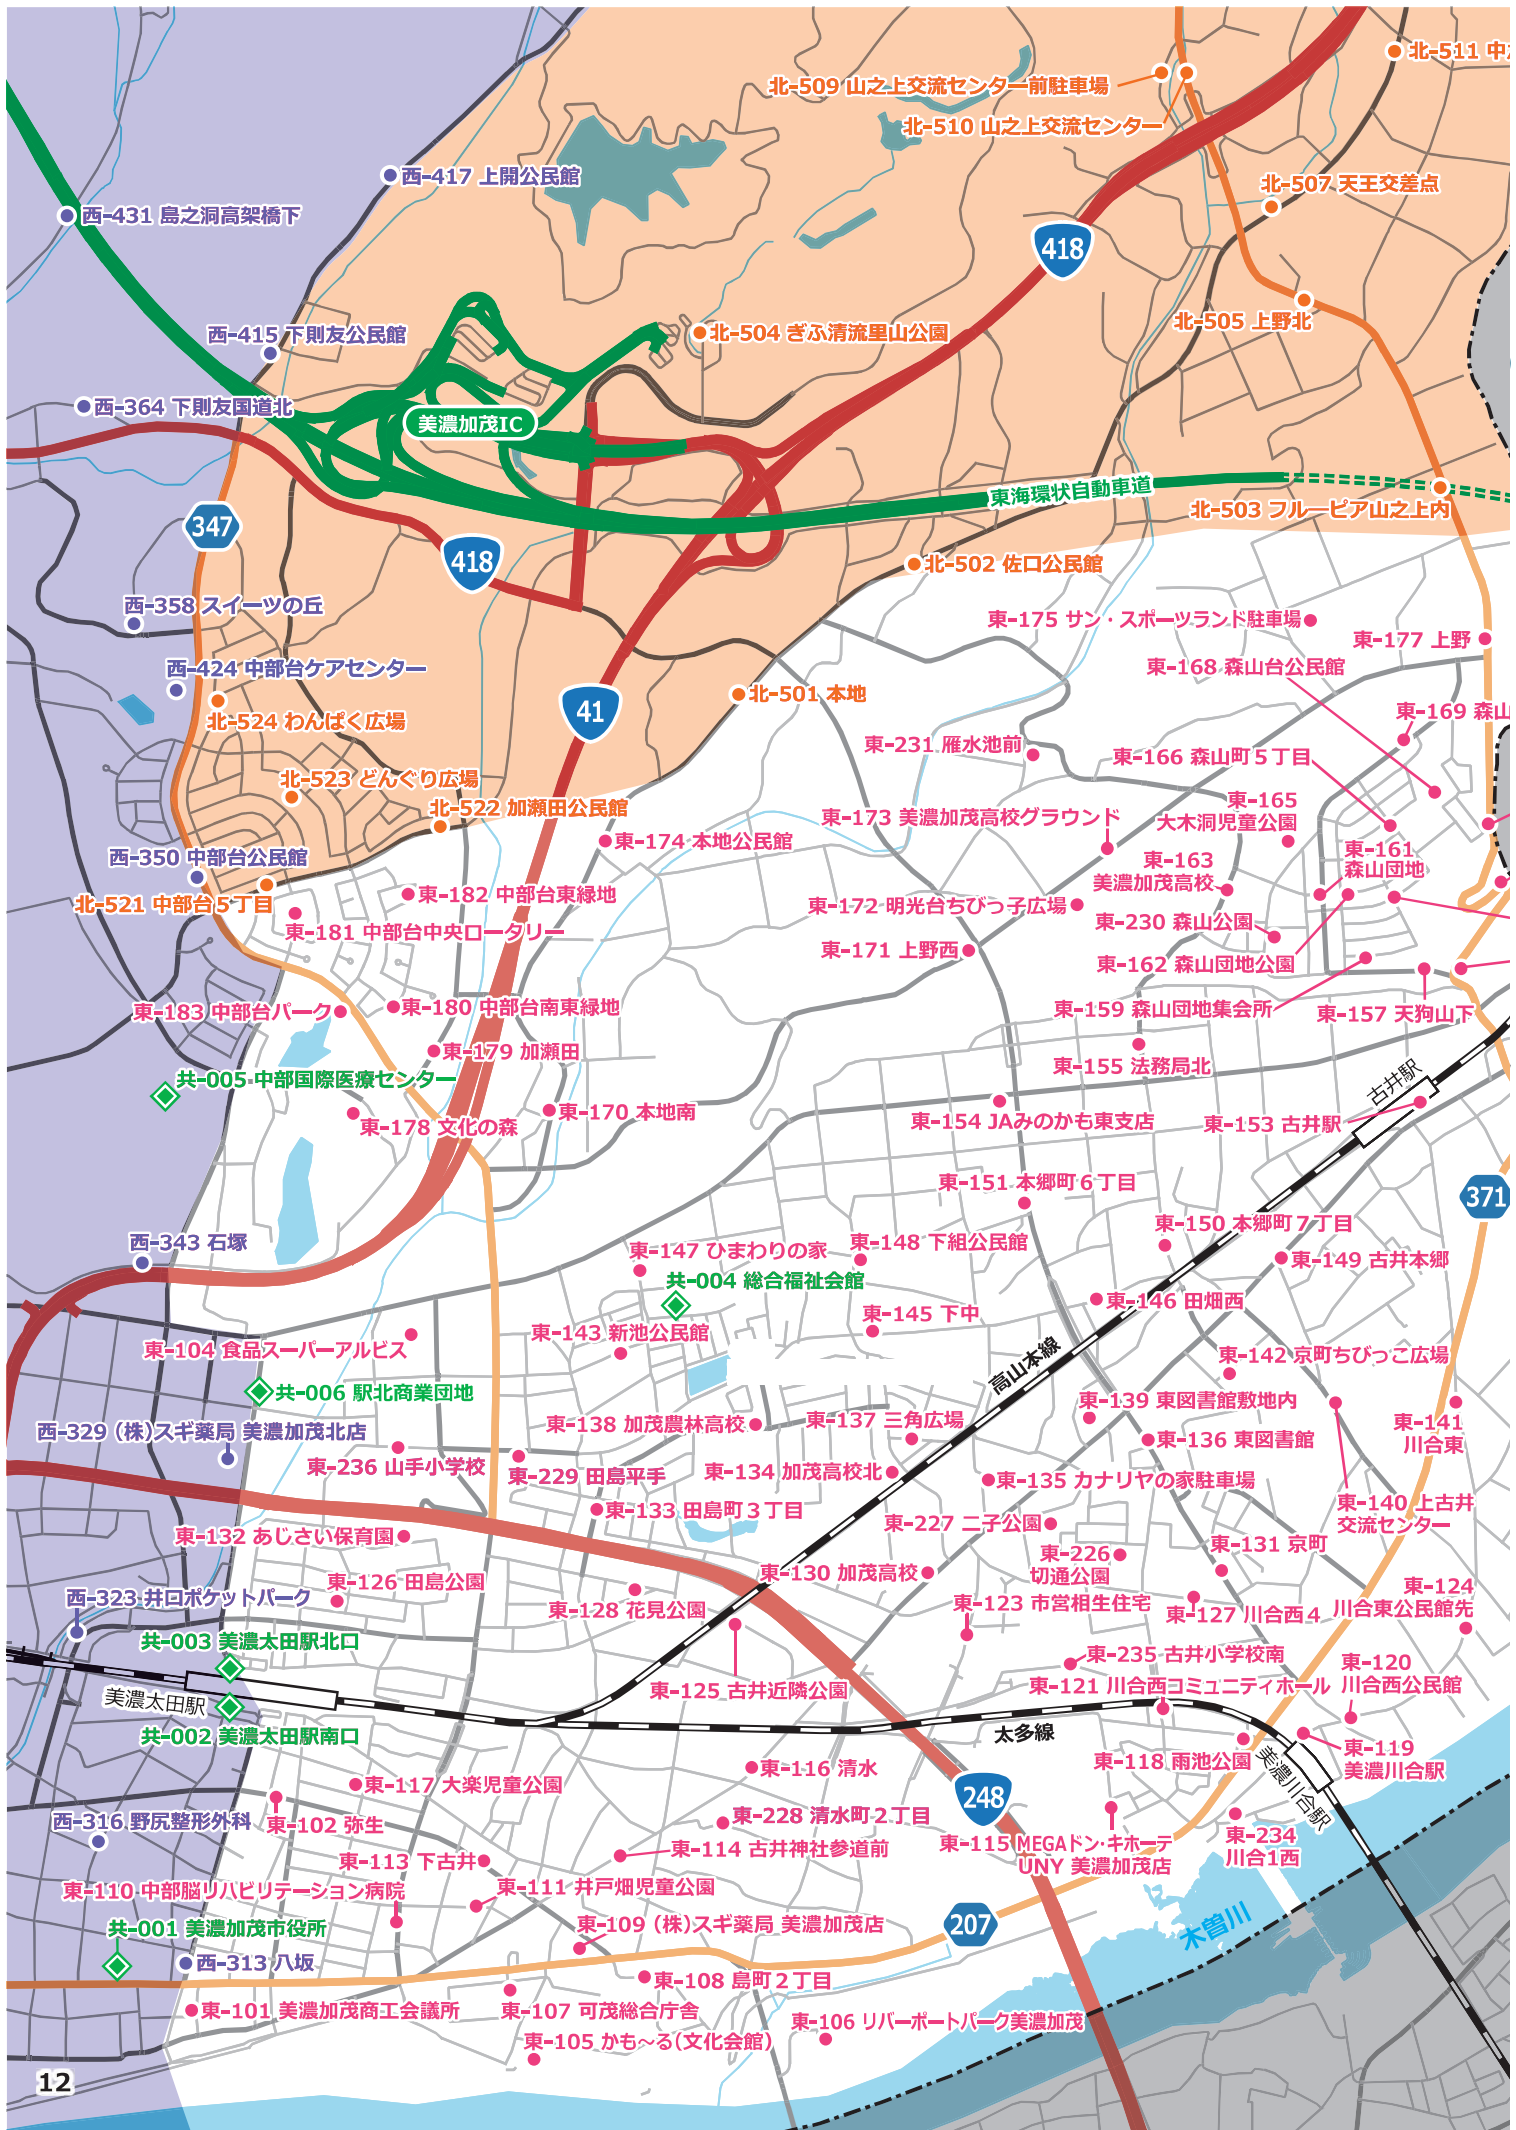 北-511 中
北-509 山之上交流センター前駐車場
北-510 山之上交流センター
西-417 上開公民館
北-507 天王交差点
西-431 島之洞高架橋下
418
北-505 上野北
西-415 下則友公民館
北-504 ぎふ清流里山公園
西-364 下則友国道北
美濃加茂IC
東海環状自動車道
北-503 フルーピア山之上内
347
418
北-502 佐口公民館
西-358 スイーツの丘
東-175 サン・スポーツランド駐車場
東-177 上野
西-424 中部台ケアセンター
東-168 森山台公民館
北-501 本地
北-524 わんぱく広場
41
東-169 森山
東-231 雁水池前
東-166 森山町5丁目
北-523 どんぐり広場
北-522 加瀬田公民館
東-165
大木洞児童公園
東-173 美濃加茂高校グラウンド
東-174 本地公民館
東-161
森山団地
西-350 中部台公民館
東-163
美濃加茂高校
東-182 中部台東緑地
北-521 中部台5丁目
東-172 明光台ちびっ子広場
東-230 森山公園
東-181 中部台中央ロータリー
東-171 上野西
東-162 森山団地公園
東-183 中部台パーク
東-180 中部台南東緑地
東-159 森山団地集会所
東-157 天狗山下
東-179 加瀬田
東-155 法務局北
共-005 中部国際医療センター
古井駅
東-178 文化の森
東-170 本地南
東-154 JAみのかも東支店
東-153 古井駅
東-151 本郷町6丁目
371
東-150 本郷町7丁目
西-343 石塚
東-147 ひまわりの家
東-148 下組公民館
東-149 古井本郷
共-004 総合福祉会館
東-146 田畑西
東-145 下中
東-143 新池公民館
東-104 食品スーパーアルビス
高山本線
東-142 京町ちびっこ広場
共-006 駅北商業団地
東-139 東図書館敷地内
西-329 (株)スギ薬局 美濃加茂北店
東-138 加茂農林高校
東-137 三角広場
東-141
川合東
東-136 東図書館
東-236 山手小学校
東-229 田島平手
東-134 加茂高校北
東-135 カナリヤの家駐車場
東-133 田島町3丁目
東-140 上古井
交流センター
東-132 あじさい保育園
東-227 二子公園
東-226
切通公園
東-131 京町
東-130 加茂高校
東-126 田島公園
西-323 井ロポケットパーク
東-128 花見公園
東-123 市営相生住宅
東-127 川合西4
東-124
川合東公民館先
共-003 美濃太田駅北口
東-235 古井小学校南
東-120
川合西公民館
東-121 川合西コミュニティホール
東-125 古井近隣公園
美濃太田駅
共-002 美濃太田駅南口
太多線
東-118 雨池公園
東-119
美濃川合駅
美濃川合駅
東-116 清水
東-117 大楽児童公園
248
西-316 野尻整形外科
東-102 弥生
東-228 清水町2丁目
東-115 MEGAドン・キホーテ
UNY 美濃加茂店
東-234
川合1西
東-114 古井神社参道前
東-113 下古井
東-110 中部脳リハビリテーション病院
東-111 井戸畑児童公園
共-001 美濃加茂市役所
東-109 (株)スギ薬局 美濃加茂店
207
木曽川
西-313 八坂
東-108 島町2丁目
東-101 美濃加茂商工会議所
東-107 可茂総合庁舎
東-106 リバーポートパーク美濃加茂
東-105 かも～る(文化会館)
12